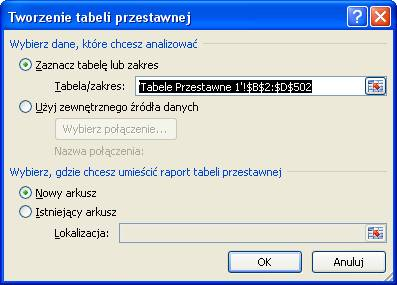 Tworzenie tabeli przestawnej
Wybierz dane, które chcesz analizować
Zaznacz tabelę lub zakres
Tabela/zakres: 'Tabele Przestawne 1'!$B$2:$D$502
Użyj zewnętrznego źródła danych
Wybierz połączenie...
Nazwa połączenia:
Wybierz, gdzie chcesz umieścić raport tabeli przestawnej
Nowy arkusz
Istniejący arkusz
Lokalizacja:
OK Anuluj